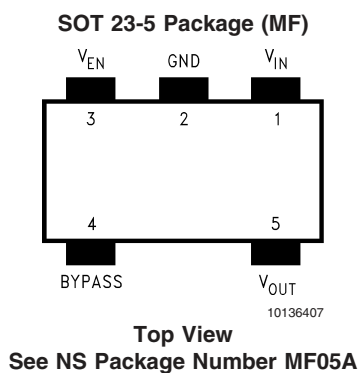 SOT 23-5 Package (MF)
VEN GND VIN
3 2 1
4 5
BYPASS VOUT
10136407
Top View
See NS Package Number MF05A